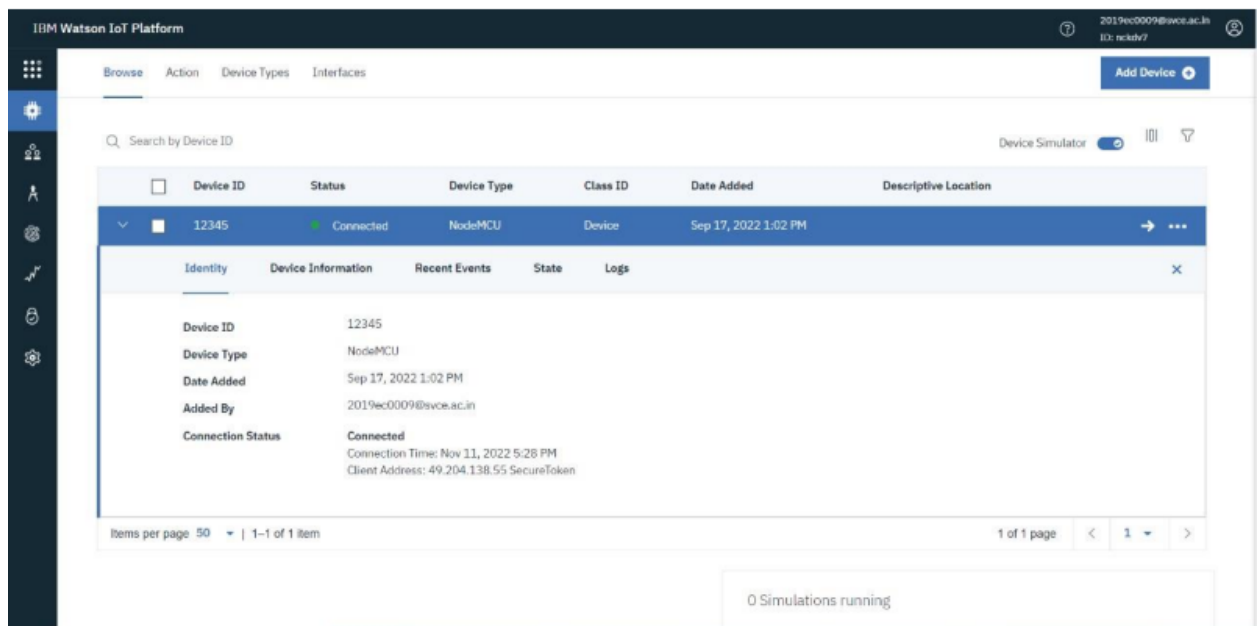 IBM Watson IoT Platform
2019ec0009@svce.ac.in
ID: nckdv7
Browse Action Device Types Interfaces
Add Device
Search by Device ID
Device Simulator
Device ID Status Device Type Class ID Date Added Descriptive Location
12345 Connected NodeMCU Device Sep 17, 2022 1:02 PM
Identity Device Information Recent Events State Logs
Device ID 12345
Device Type NodeMCU
Date Added Sep 17, 2022 1:02 PM
Added By 2019ec0009@svce.ac.in
Connection Status Connected
Connection Time: Nov 11, 2022 5:28 PM
Client Address: 49.204.138.55 SecureToken
Items per page 50 | 1–1 of 1 item 1 of 1 page < 1 >
0 Simulations running